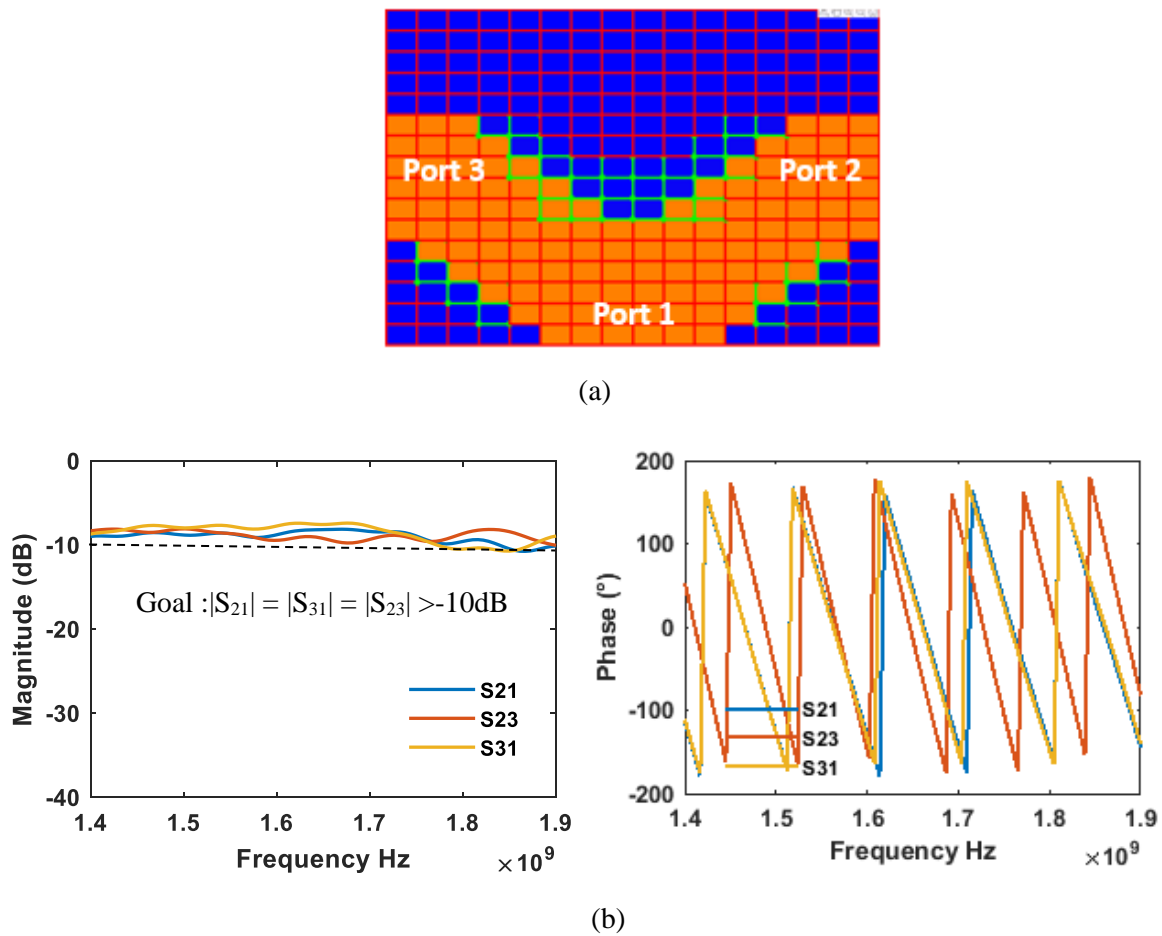 Port 3
Port 2
Port 1
(a)
0
-10
-20
-30
-40
Magnitude (dB)
Goal :|S21| = |S31| = |S23| >-10dB
S21
S23
S31
1.4 1.5 1.6 1.7 1.8 1.9
Frequency Hz
×10^9
200
100
0
-100
-200
Phase (°)
S21
S23
S31
1.4 1.5 1.6 1.7 1.8 1.9
Frequency Hz
×10^9
(b)